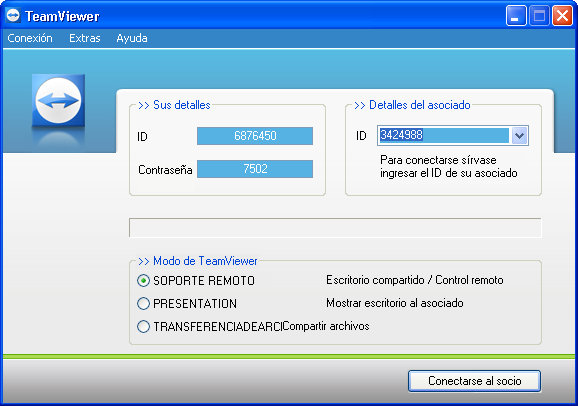 TeamViewer
Conexión Extras Ayuda
>> Sus detalles
ID 6876450
Contraseña 7502
>> Detalles del asociado
ID 3424988
Para conectarse sírvase
ingresar el ID de su asociado
>> Modo de TeamViewer
SOPORTE REMOTO Escritorio compartido / Control remoto
PRESENTATION Mostrar escritorio al asociado
TRANSFERENCIADEARCI Compartir archivos
Conectarse al socio